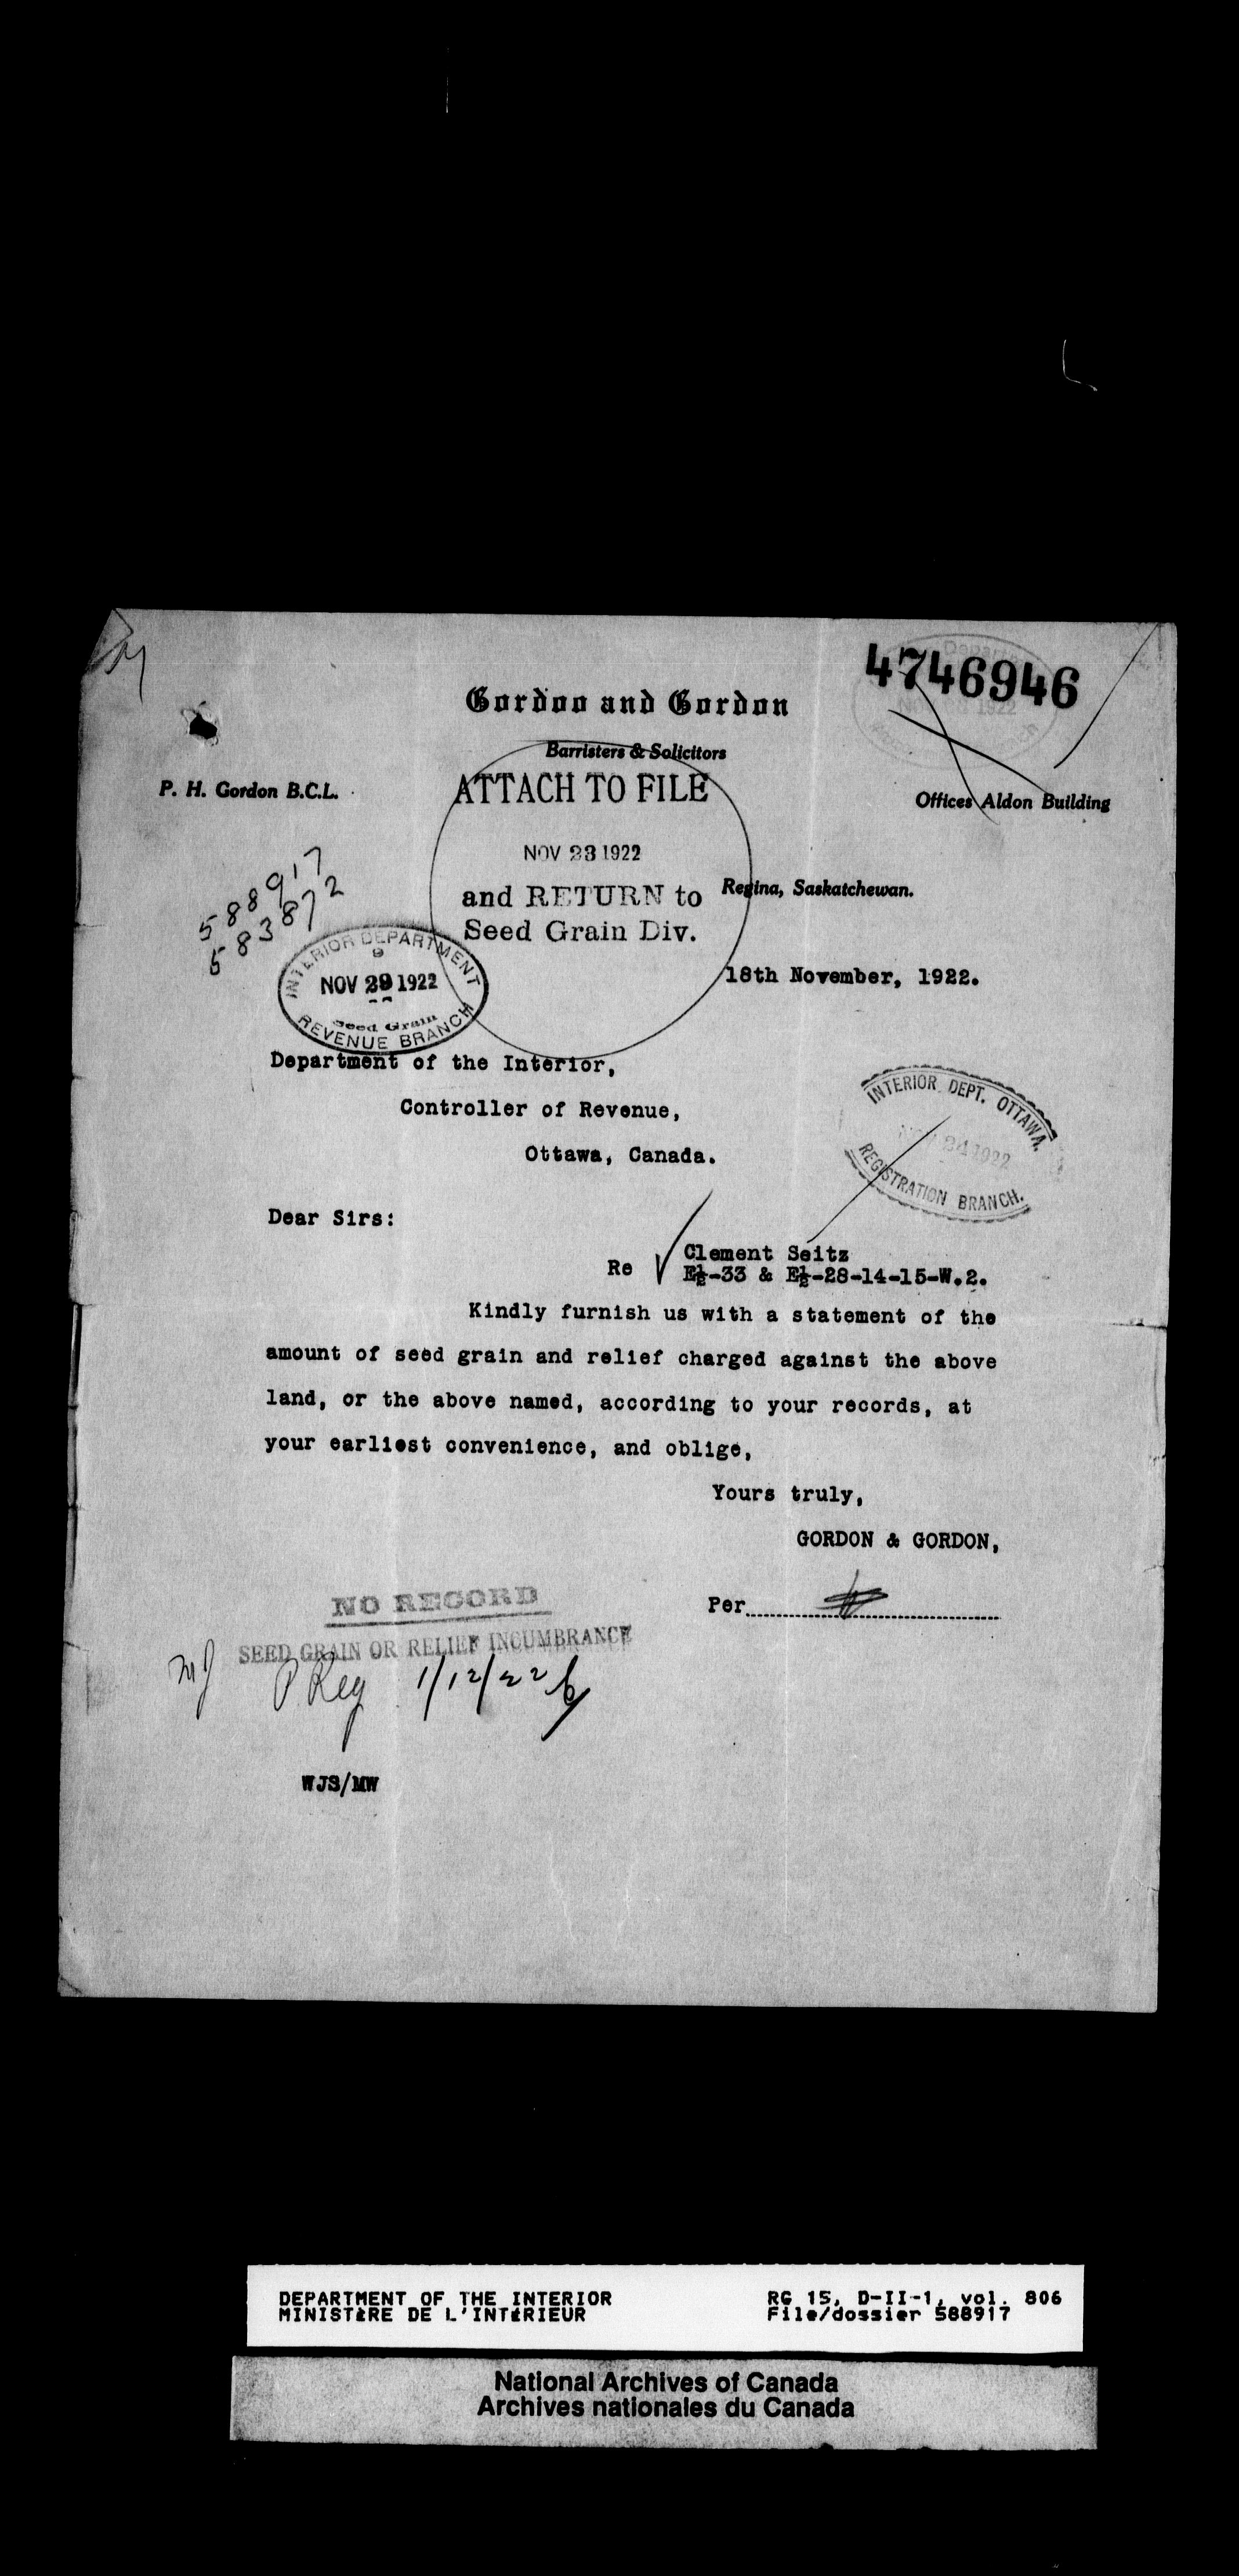 4746946
Gordon and Gordon
Barristers & Solicitors
P. H. Gordon B.C.L.
ATTACH TO FILE
Offices Aldon Building
NOV 23 1922
588917
583872
and RETURN to
Regina, Saskatchewan.
Seed Grain Div.
INTERIOR DEPARTMENT
9
NOV 29 1922
Seed Grain
REVENUE BRANCH
18th November, 1922.
Department of the Interior,
Controller of Revenue,
Ottawa, Canada.
INTERIOR DEPT. OTTAWA.
NOV 24 1922
REGISTRATION BRANCH.
Dear Sirs:
Clement Seitz
Re E½-33 & E½-28-14-15-W.2.
Kindly furnish us with a statement of the
amount of seed grain and relief charged against the above
land, or the above named, according to your records, at
your earliest convenience, and oblige,
Yours truly,
GORDON & GORDON,
Per
NO RECORD
SEED GRAIN OR RELIEF INCUMBRANCE
P Reg 1/12/22
WJS/MW
DEPARTMENT OF THE INTERIOR RG 15, D-II-1, vol. 806
MINISTÈRE DE L'INTÉRIEUR File/dossier 588917
National Archives of Canada
Archives nationales du Canada